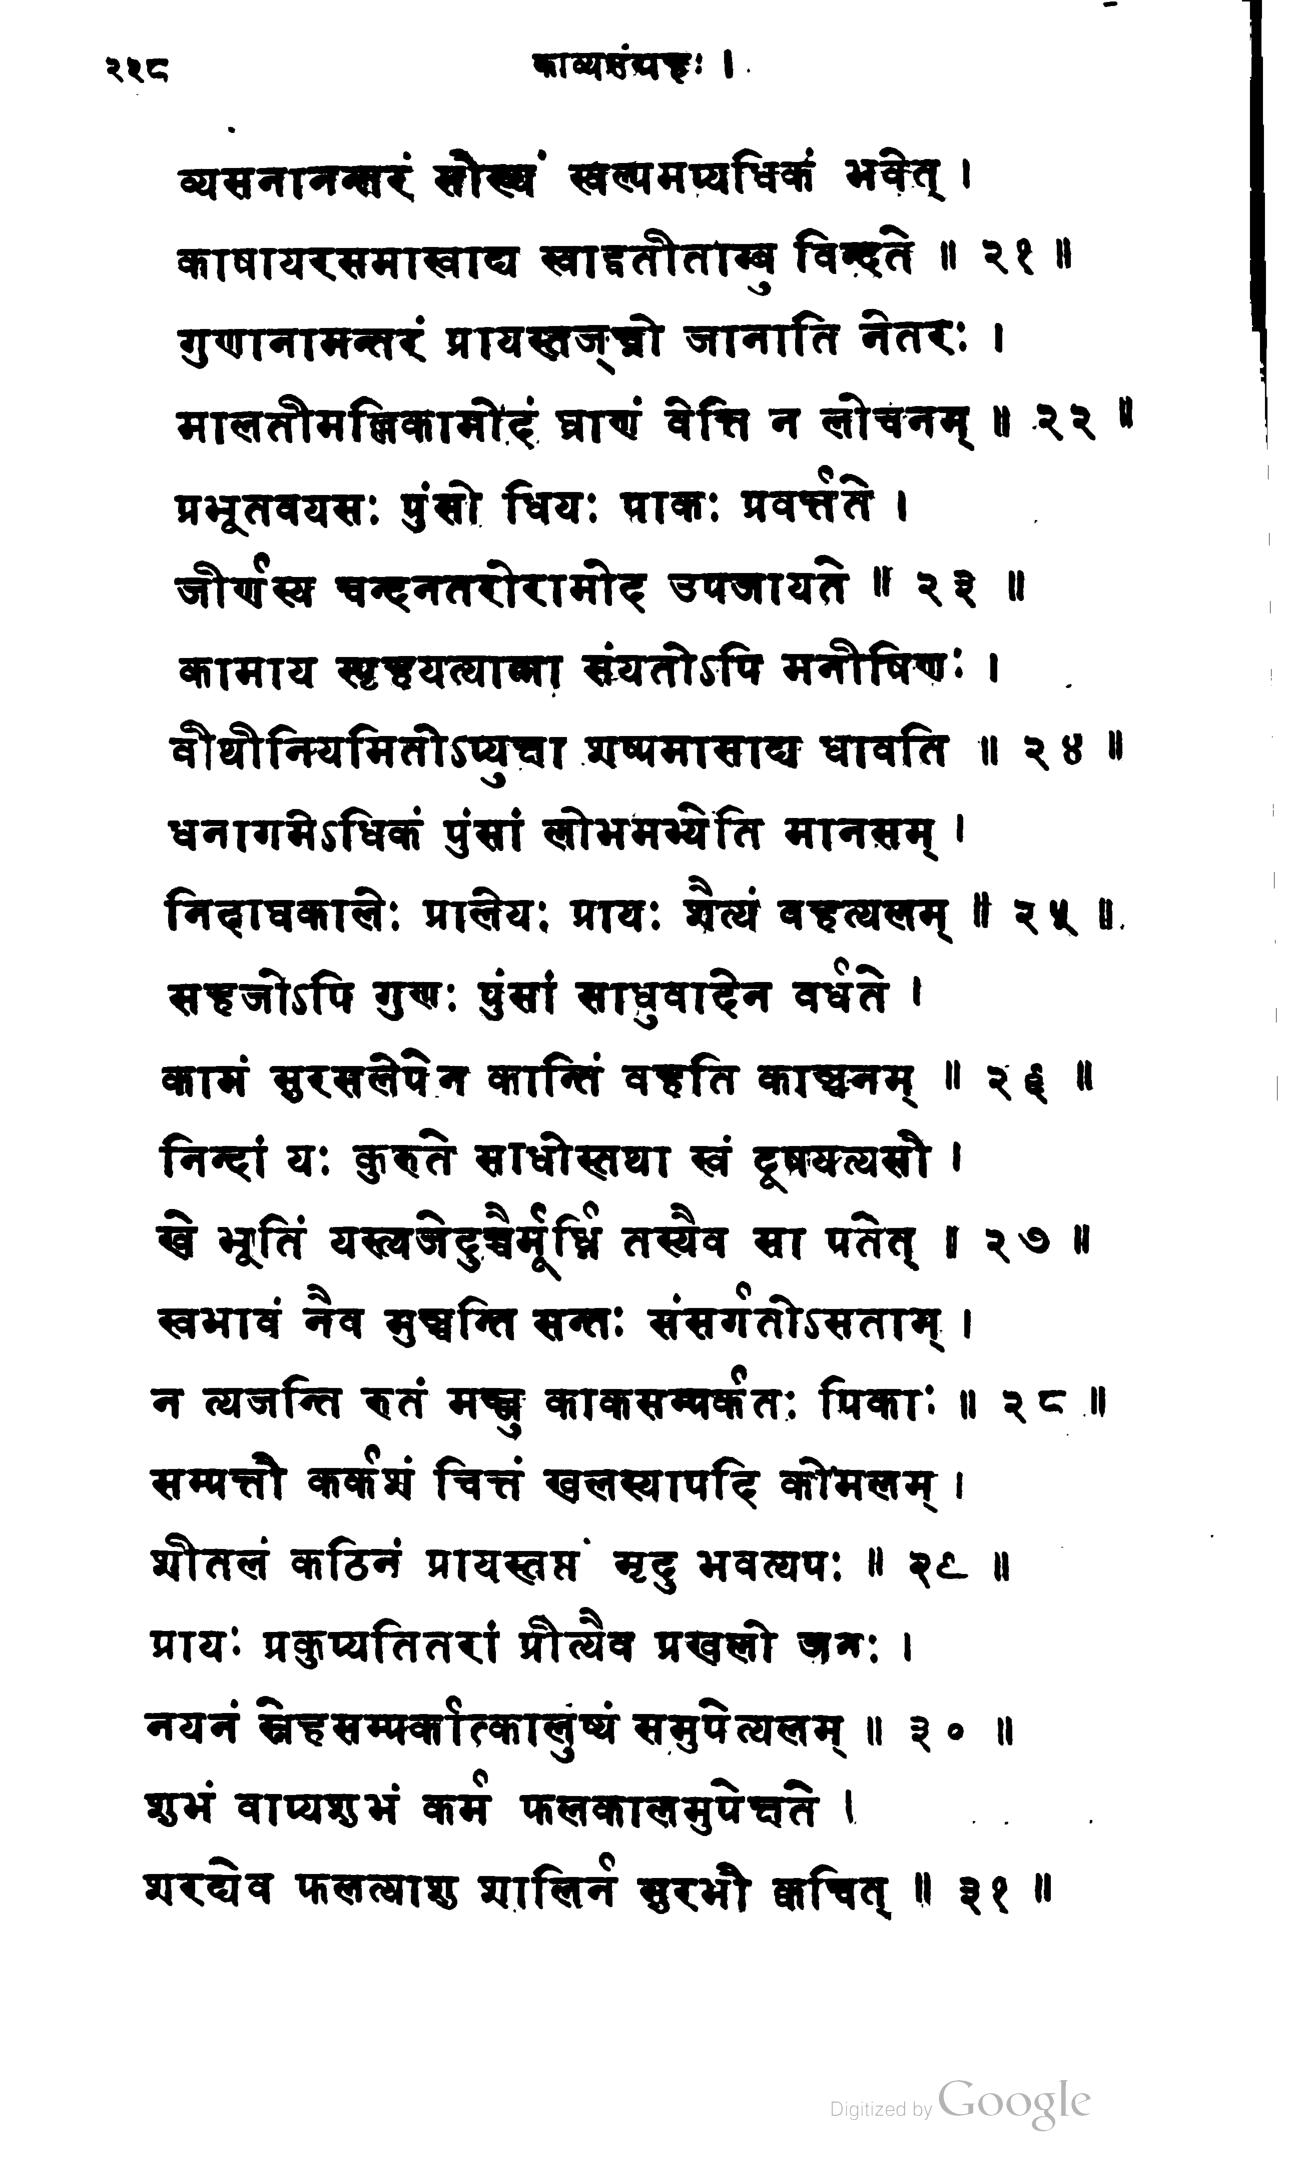 २२८ काव्यसंग्रहः ।
व्यसनानन्तरं सौख्यं स्वल्पमप्यधिकं भवेत् ।
काषायरसमास्वाद्य स्वाद्वतीताम्बु विन्दते ॥ २१ ॥
गुणानामन्तरं प्रायस्तज्ज्ञो जानाति नेतरः ।
मालतीमल्लिकामोदं घ्राणं वेत्ति न लोचनम् ॥ २२ ॥
प्रभूतवयसः पुंसो धियः पाकः प्रवर्त्तते ।
जीर्णस्य चन्दनतरोरामोद उपजायते ॥ २३ ॥
कामाय स्पृहयत्यात्मा संयतोऽपि मनीषिणः ।
वीथीनियमितोऽप्युक्षा शष्पमासाद्य धावति ॥ २४ ॥
धनागमेऽधिकं पुंसां लोभमभ्येति मानसम् ।
निदाघकालेः प्रालेयः प्रायः शैत्यं वहत्यलम् ॥ २५ ॥
सहजोऽपि गुणः पुंसां साधुवादेन वर्धते ।
कामं सुरसलेपेन कान्तिं वहति काञ्चनम् ॥ २६ ॥
निन्दां यः कुरुते साधोस्तथा स्वं दूषयत्यसौ ।
खे भूतिं यस्त्यजेदुच्चैर्मूर्ध्नि तस्यैव सा पतेत् ॥ २७ ॥
स्वभावं नैव मुञ्चन्ति सन्तः संसर्गतोऽसताम् ।
न त्यजन्ति रुतं मञ्जु काकसम्पर्कतः पिकाः ॥ २८ ॥
सम्पत्तौ कर्कशं चित्तं खलस्यापदि कोमलम् ।
शीतलं कठिनं प्रायस्तप्तं मृदु भवत्यपः ॥ २९ ॥
प्रायः प्रकुप्यतितरां प्रीत्यैव प्रखलो जनः ।
नयनं स्नेहसम्पर्कात्कालुष्यं समुपेत्यलम् ॥ ३० ॥
शुभं वाप्यशुभं कर्म फलकालमुपेक्षते ।
शरद्येव फलत्याशु शालिर्न सुरभौ क्वचित् ॥ ३१ ॥
Digitized by Google